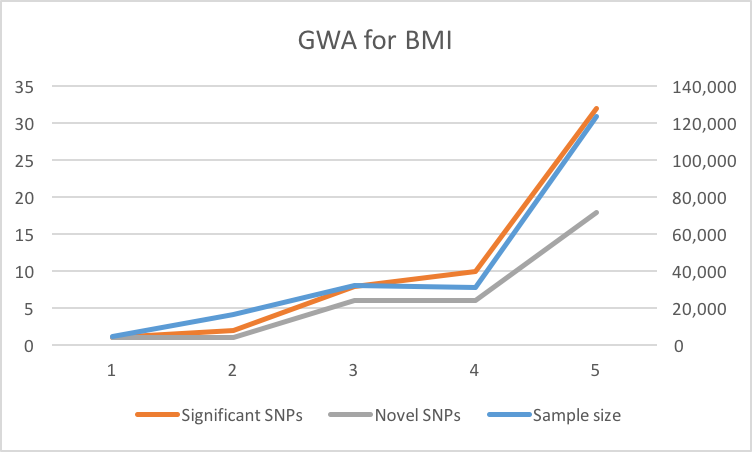 GWA for BMI
35 140,000
30 120,000
25 100,000
20 80,000
15 60,000
10 40,000
5 20,000
0 0
1 2 3 4 5
Significant SNPs Novel SNPs Sample size